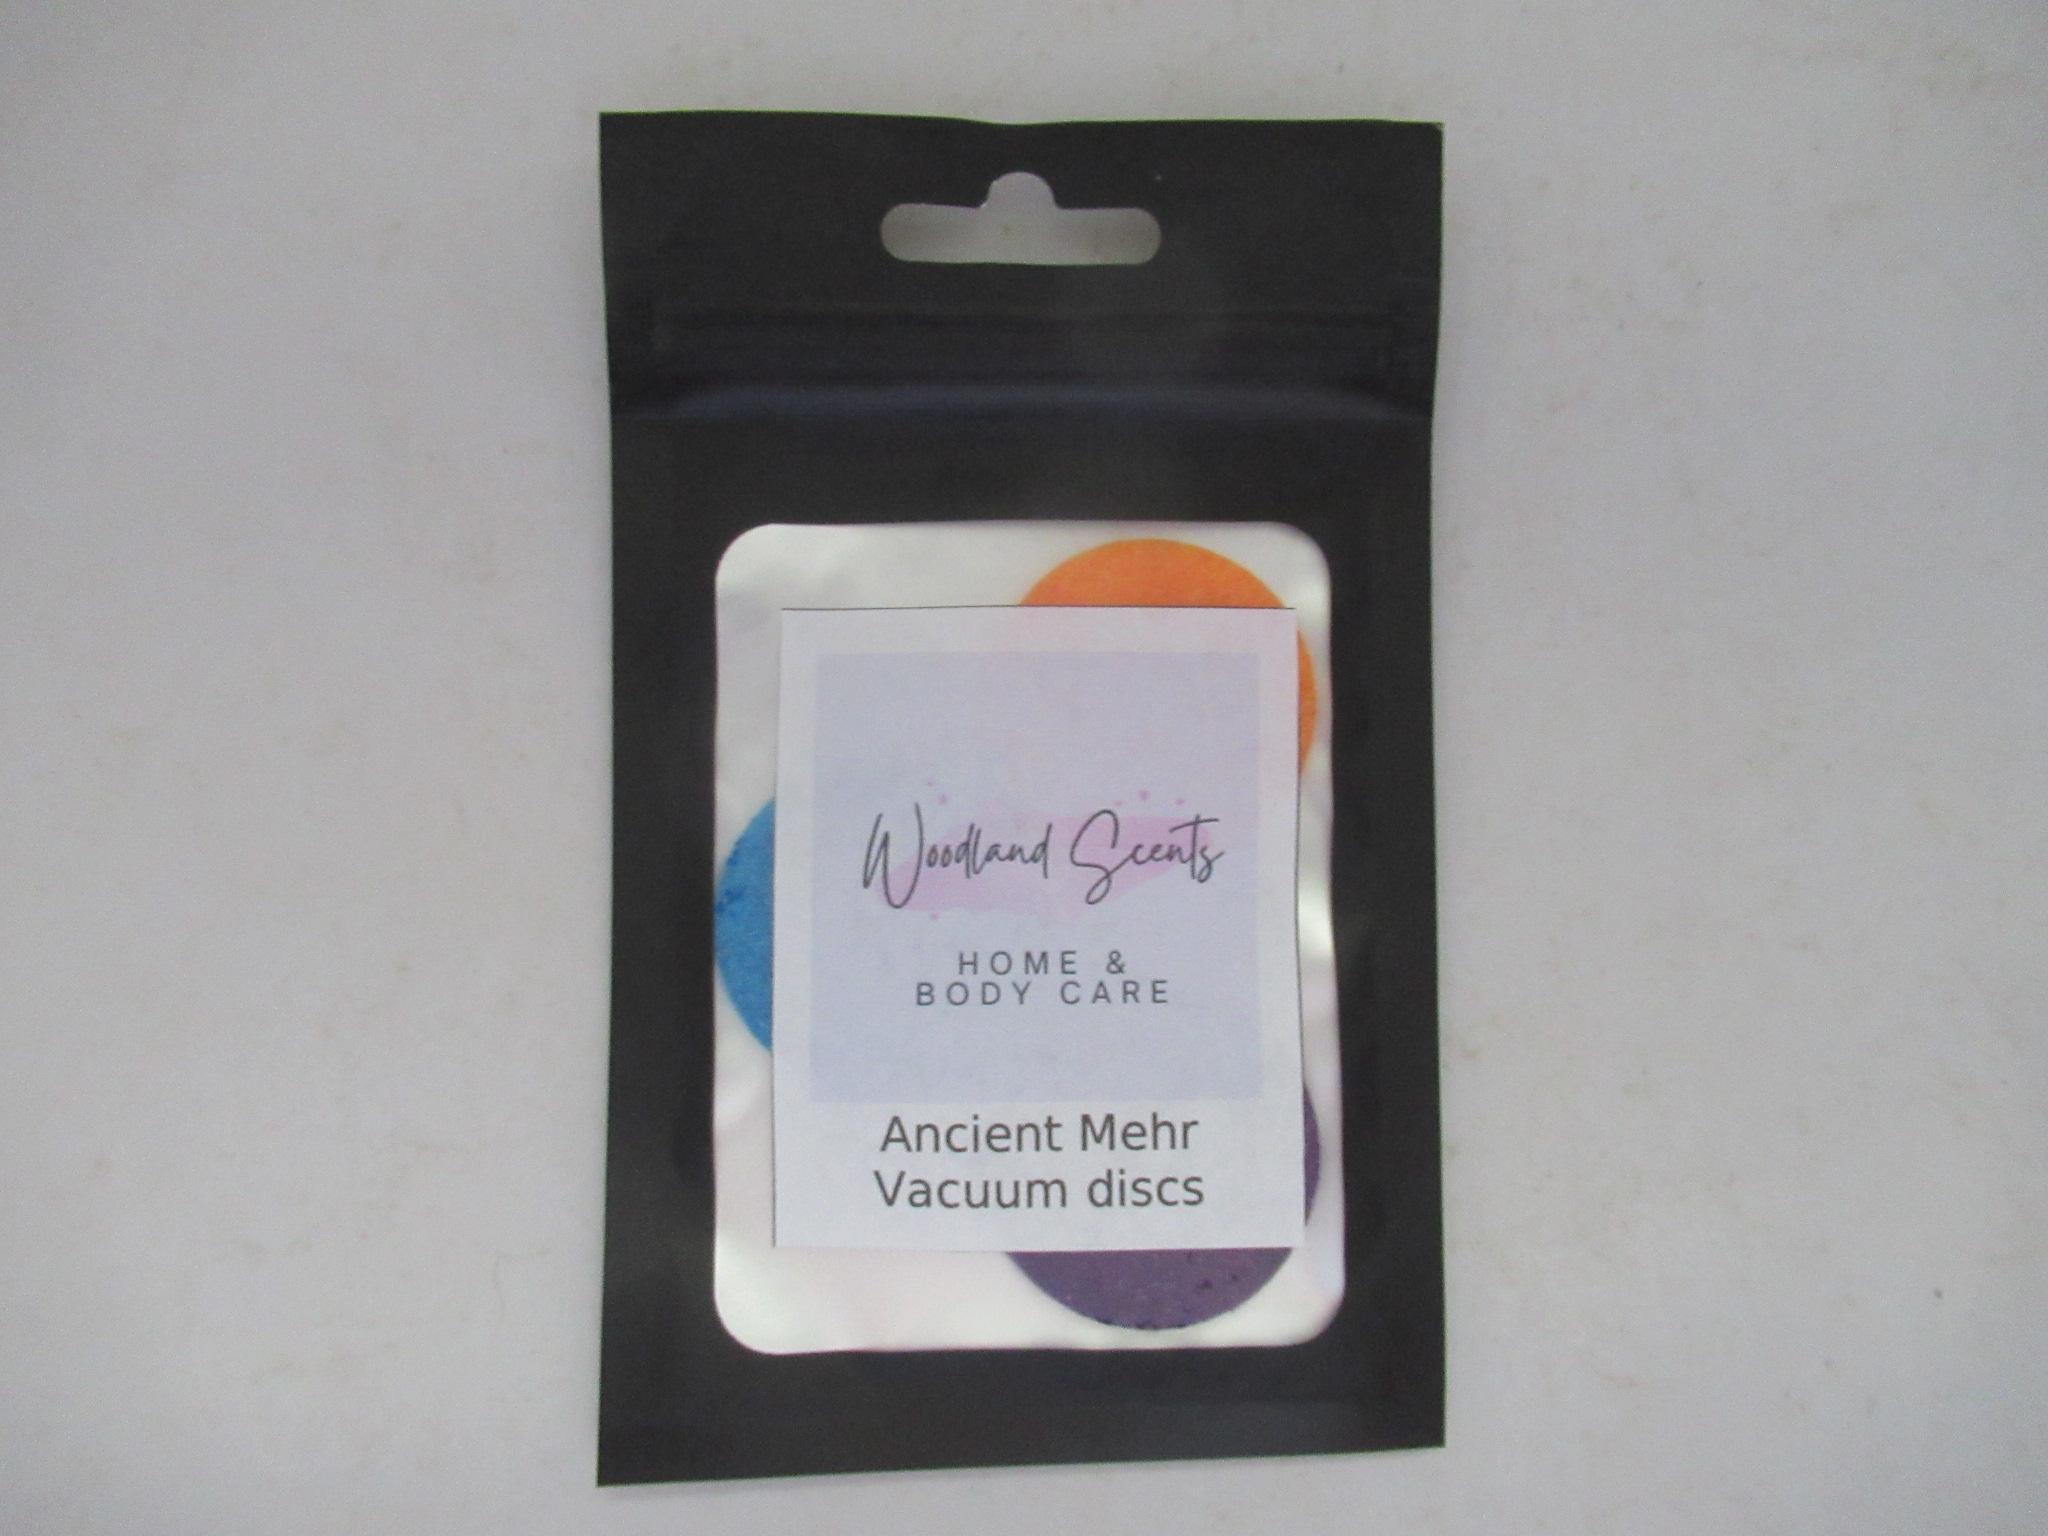 Woodland Scents
HOME &
BODY CARE
Ancient Mehr
Vacuum discs